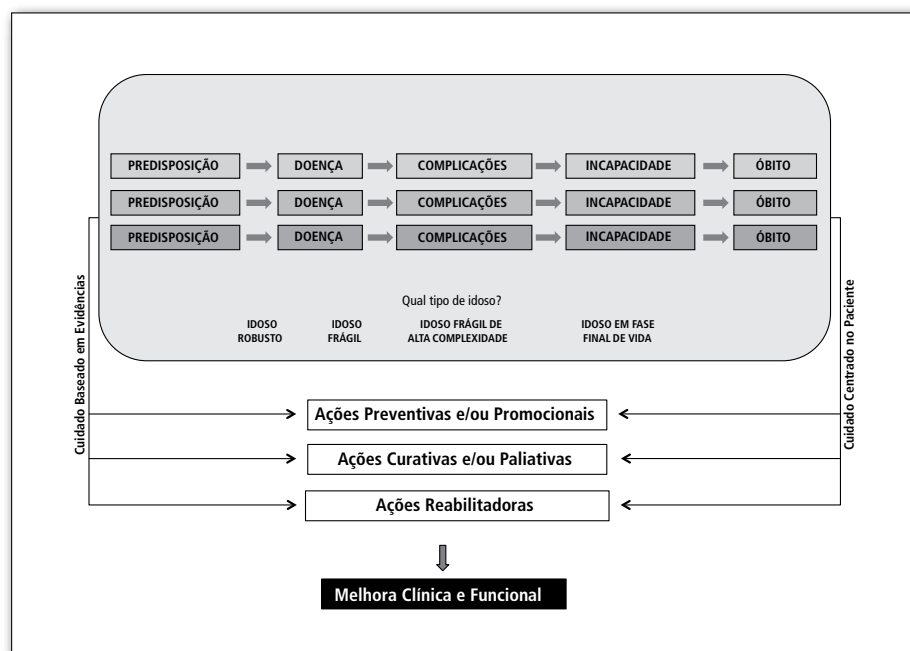 PREDISPOSIÇÃO DOENÇA COMPLICAÇÕES INCAPACIDADE ÓBITO
PREDISPOSIÇÃO DOENÇA COMPLICAÇÕES INCAPACIDADE ÓBITO
PREDISPOSIÇÃO DOENÇA COMPLICAÇÕES INCAPACIDADE ÓBITO
Qual tipo de idoso?
IDOSO
ROBUSTO
IDOSO
FRÁGIL
IDOSO FRÁGIL DE
ALTA COMPLEXIDADE
IDOSO EM FASE
FINAL DE VIDA
Cuidado Baseado em Evidências
Cuidado Centrado no Paciente
Ações Preventivas e/ou Promocionais
Ações Curativas e/ou Paliativas
Ações Reabilitadoras
Melhora Clínica e Funcional